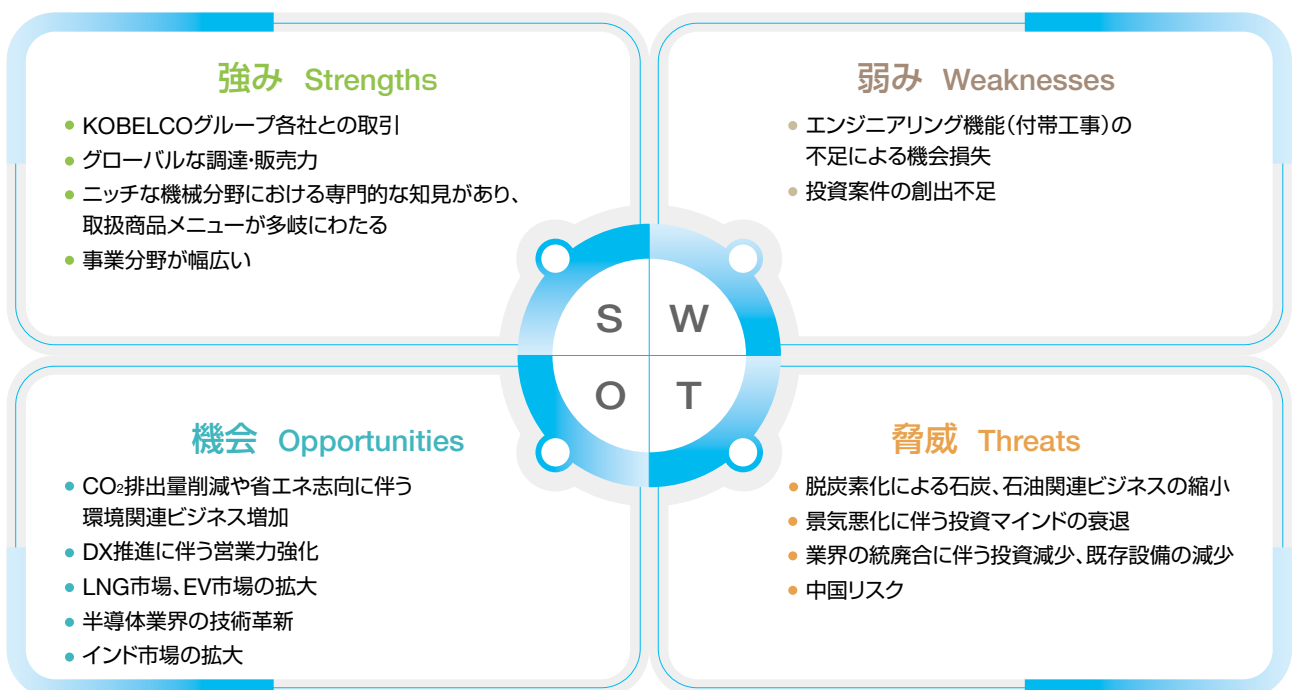 強み Strengths
• KOBELCOグループ各社との取引
• グローバルな調達・販売力
• ニッチな機械分野における専門的な知見があり、
取扱商品メニューが多岐にわたる
• 事業分野が幅広い
弱み Weaknesses
• エンジニアリング機能(付帯工事)の
不足による機会損失
• 投資案件の創出不足
S W
O T
機会 Opportunities
• CO₂排出量削減や省エネ志向に伴う
環境関連ビジネス増加
• DX推進に伴う営業力強化
• LNG市場、EV市場の拡大
• 半導体業界の技術革新
• インド市場の拡大
脅威 Threats
• 脱炭素化による石炭、石油関連ビジネスの縮小
• 景気悪化に伴う投資マインドの衰退
• 業界の統廃合に伴う投資減少、既存設備の減少
• 中国リスク